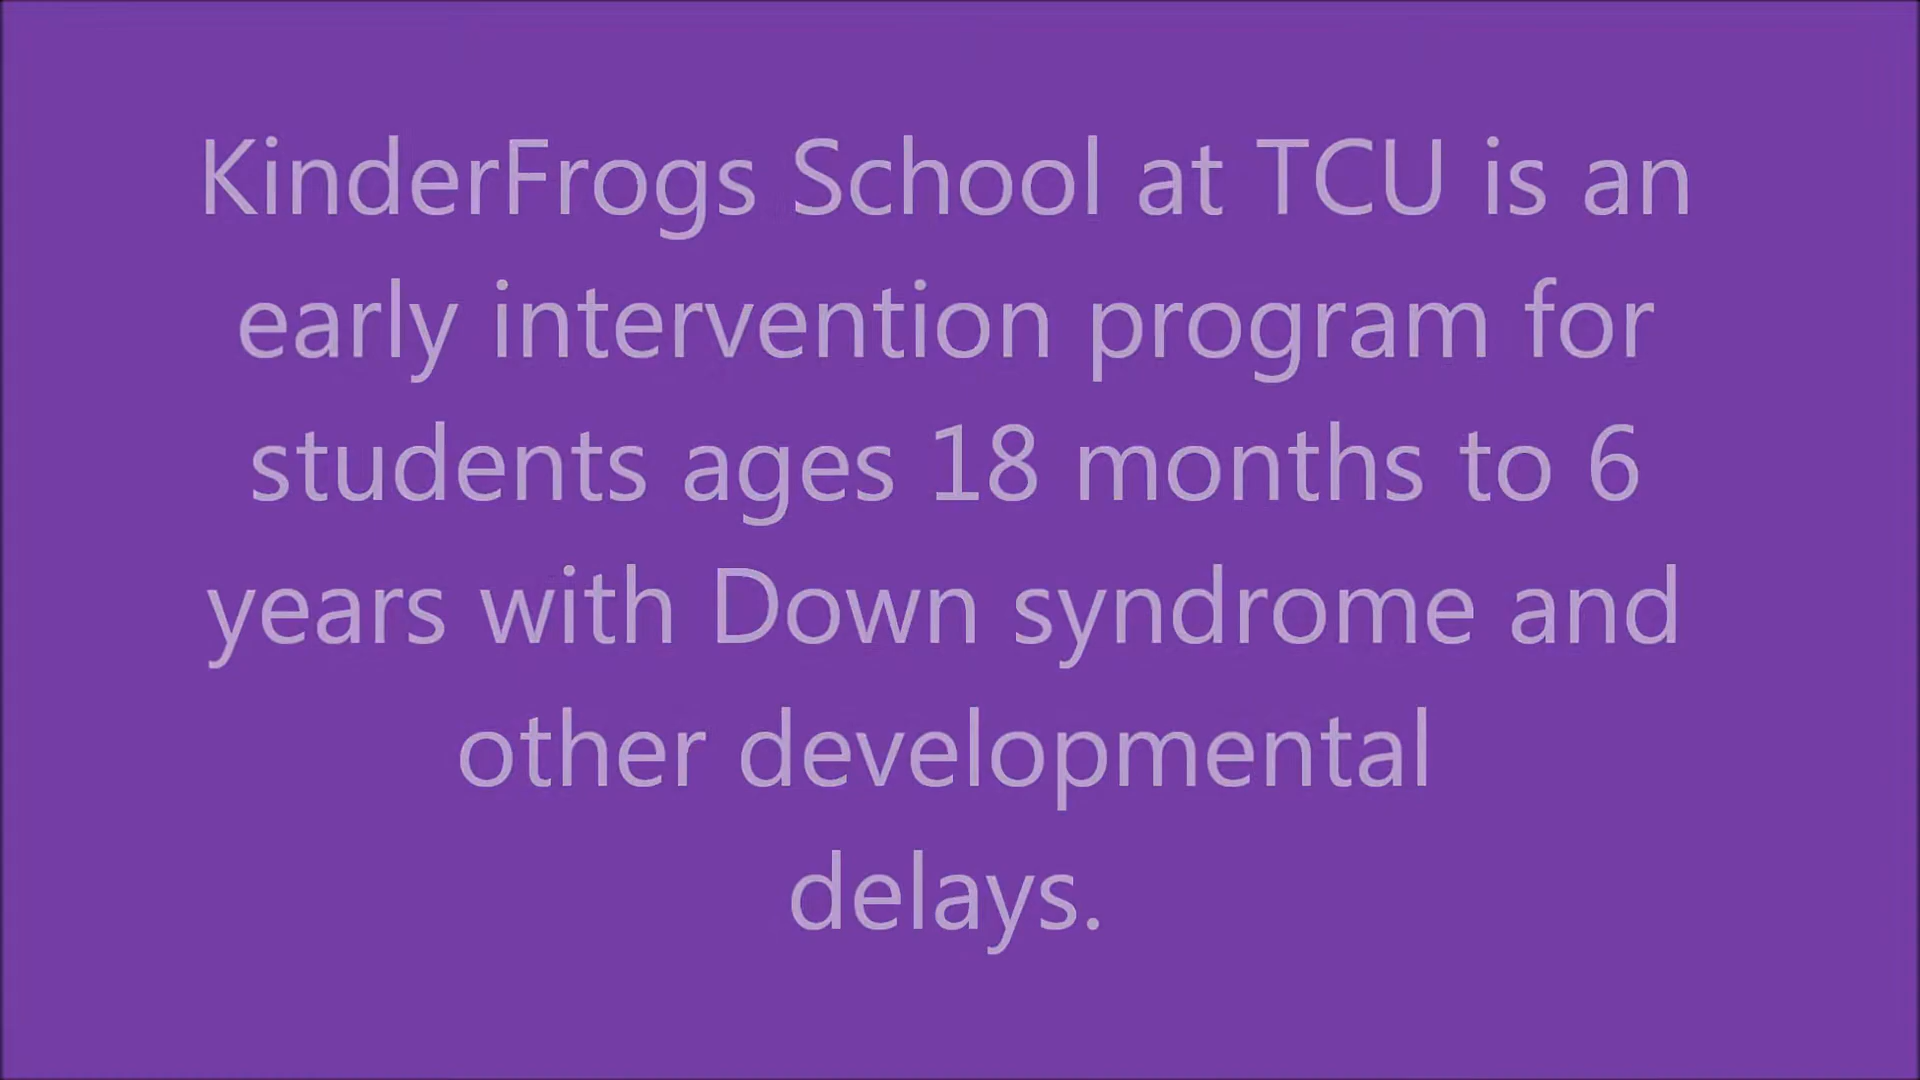 KinderFrogs School at TCU is an
early intervention program for
students ages 18 months to 6
years with Down syndrome and
other developmental
delays.